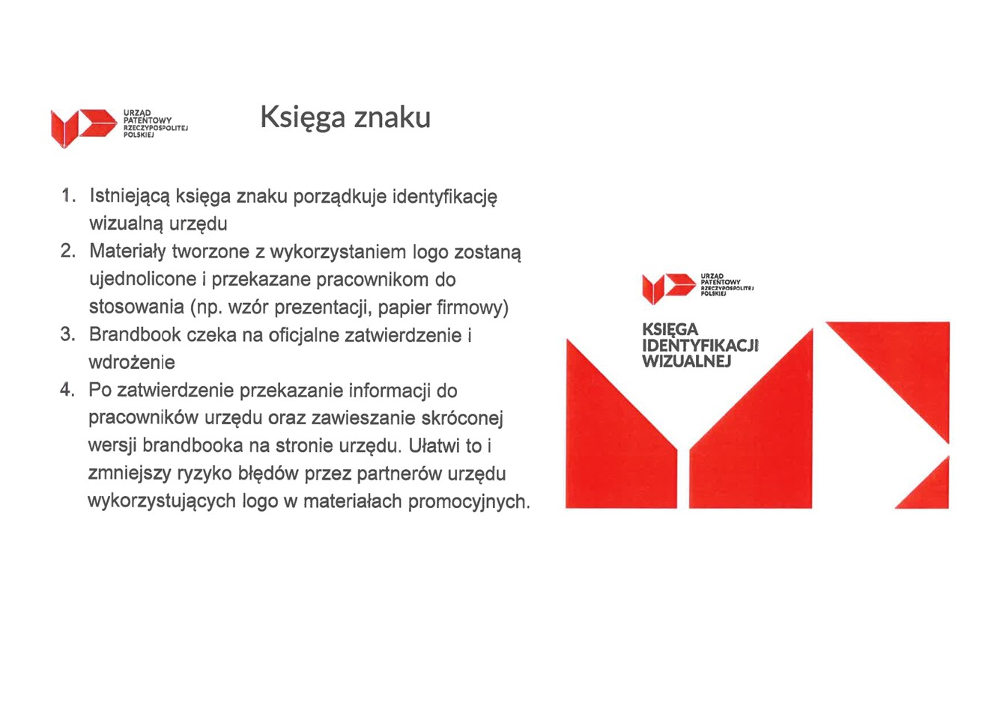 URZĄD
PATENTOWY
RZECZYPOSPOLITEJ
POLSKIEJ
Księga znaku
1. Istniejącą księga znaku porządkuje identyfikację
wizualną urzędu
2. Materiały tworzone z wykorzystaniem logo zostaną
ujednolicone i przekazane pracownikom do
stosowania (np. wzór prezentacji, papier firmowy)
3. Brandbook czeka na oficjalne zatwierdzenie i
wdrożenie
4. Po zatwierdzenie przekazanie informacji do
pracowników urzędu oraz zawieszanie skróconej
wersji brandbooka na stronie urzędu. Ułatwi to i
zmniejszy ryzyko błędów przez partnerów urzędu
wykorzystujących logo w materiałach promocyjnych.
URZĄD
PATENTOWY
RZECZYPOSPOLITEJ
POLSKIEJ
KSIĘGA
IDENTYFIKACJI
WIZUALNEJ